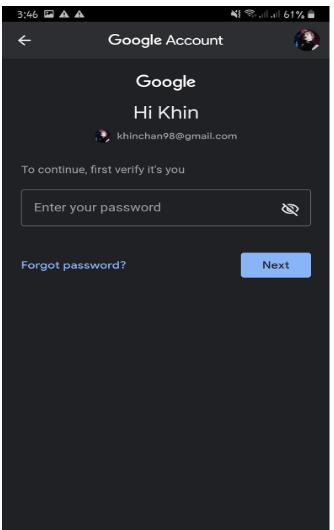 3:46 61%
Google Account
Google
Hi Khin
khinchan98@gmail.com
To continue, first verify it's you
Enter your password
Forgot password? Next